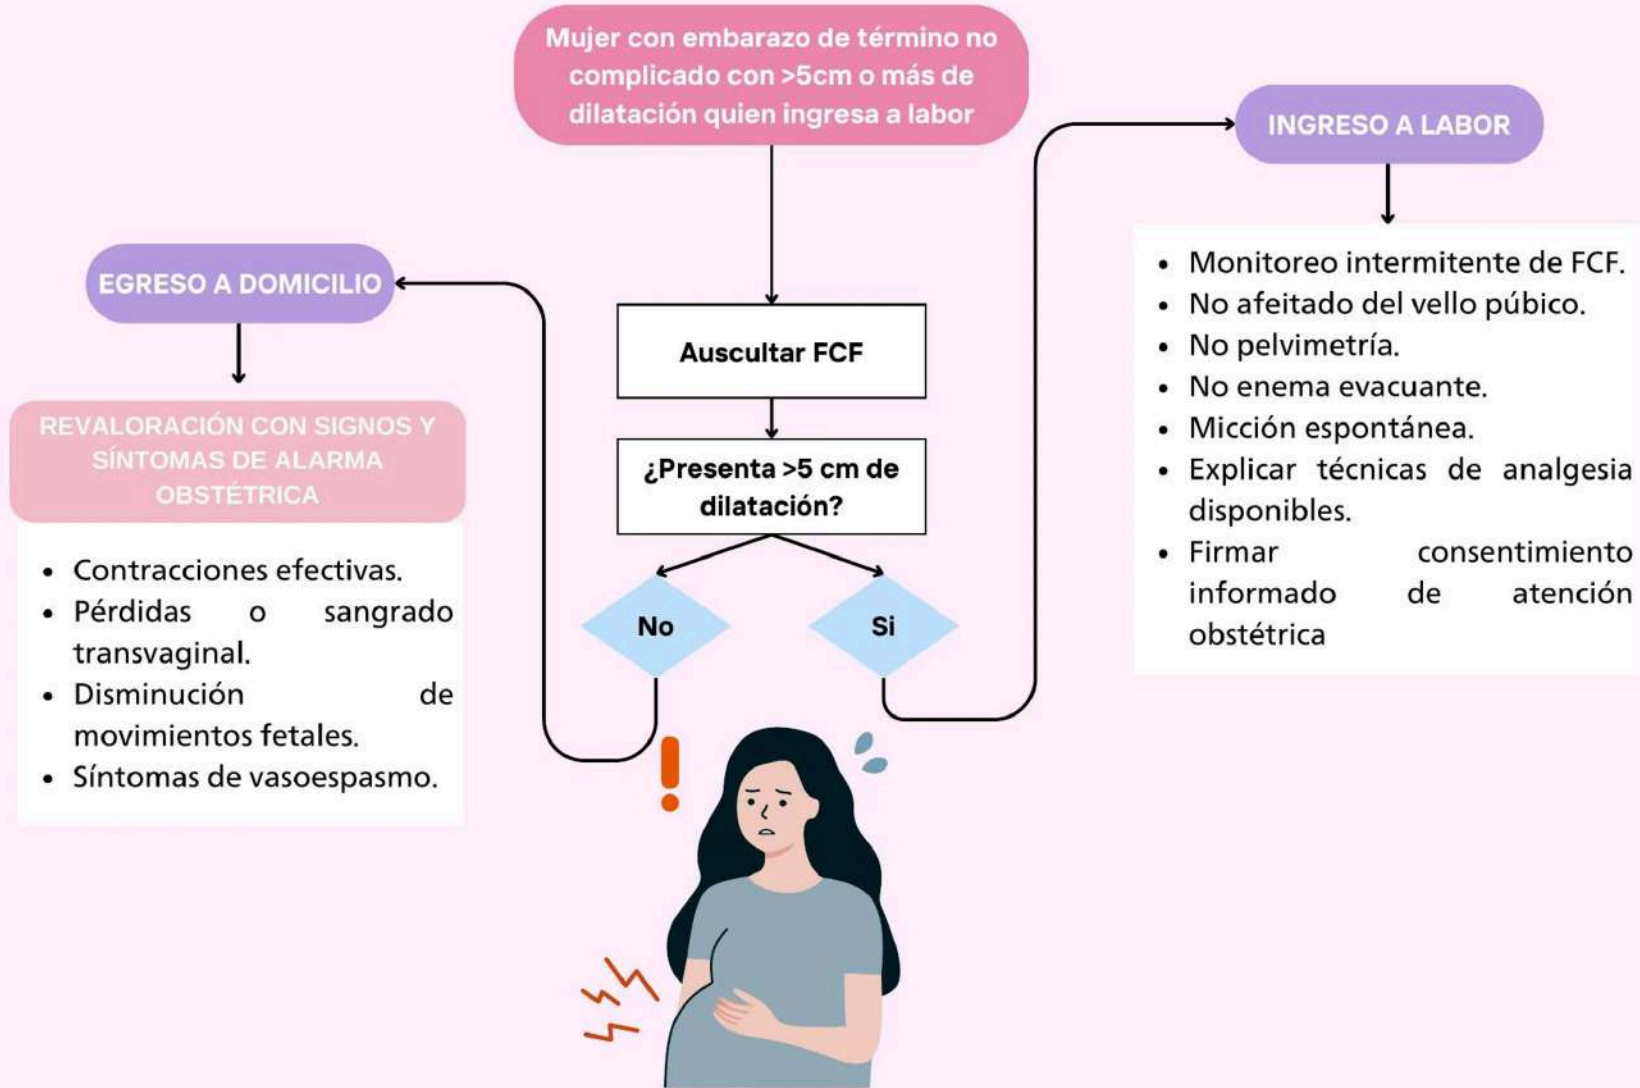 Mujer con embarazo de término no
complicado con >5cm o más de
dilatación quien ingresa a labor
INGRESO A LABOR
• Monitoreo intermitente de FCF.
• No afeitado del vello púbico.
• No pelvimetría.
• No enema evacuante.
• Micción espontánea.
• Explicar técnicas de analgesia
disponibles.
• Firmar consentimiento
informado de atención
obstétrica
EGRESO A DOMICILIO
REVALORACIÓN CON SIGNOS Y
SÍNTOMAS DE ALARMA
OBSTÉTRICA
• Contracciones efectivas.
• Pérdidas o sangrado
transvaginal.
• Disminución de
movimientos fetales.
• Síntomas de vasoespasmo.
Auscultar FCF
¿Presenta >5 cm de
dilatación?
No
Si